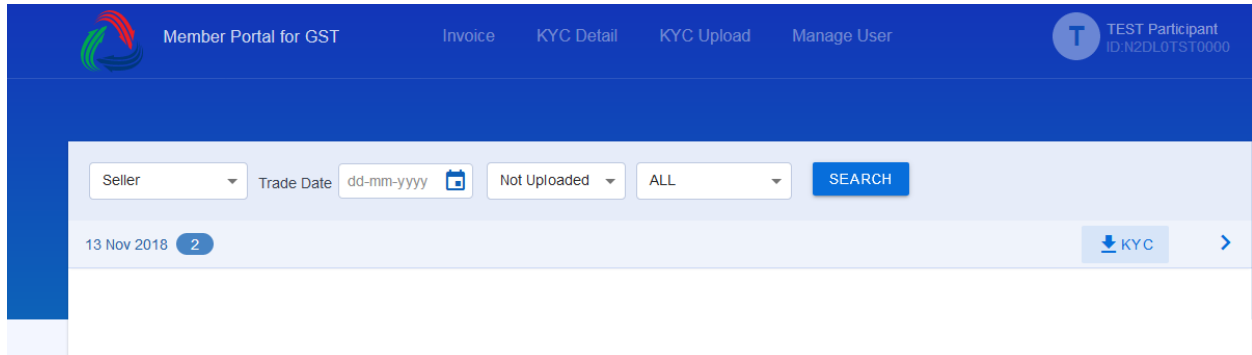 Member Portal for GST Invoice KYC Detail KYC Upload Manage User
T TEST Participant
ID:N2DL0TST0000
Seller Trade Date dd-mm-yyyy Not Uploaded ALL SEARCH
13 Nov 2018 2 KYC